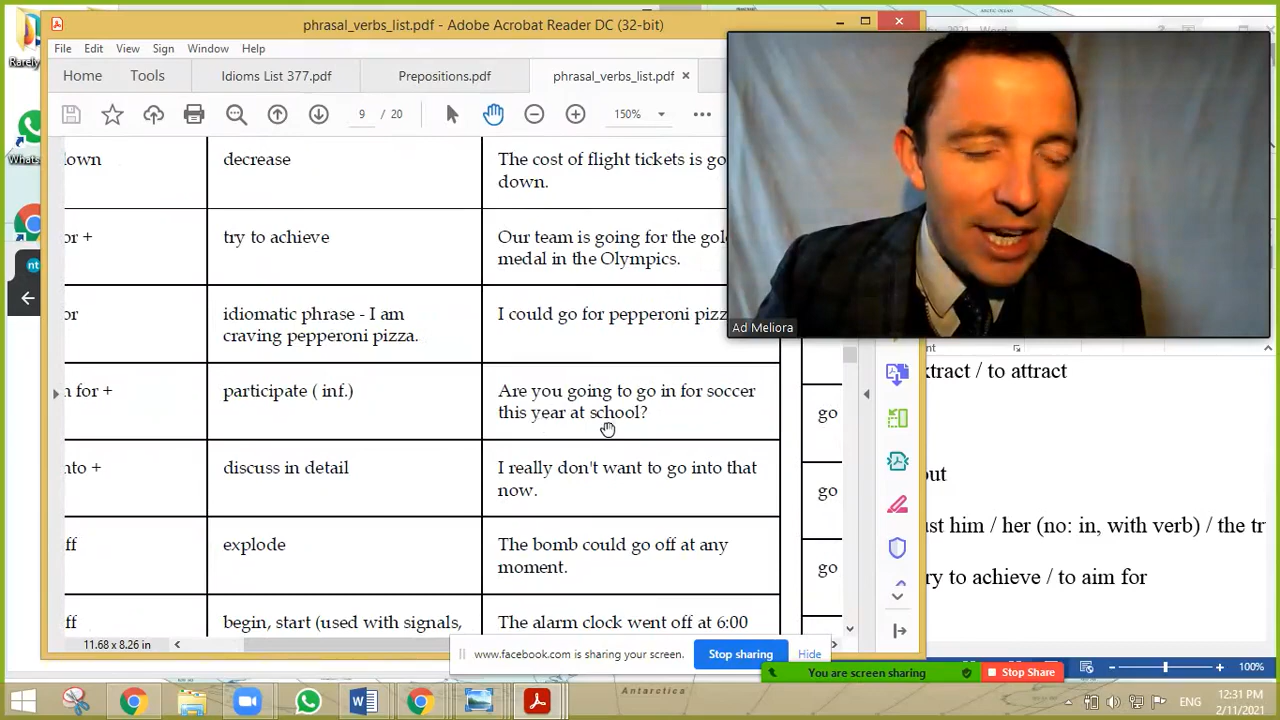 phrasal_verbs_list.pdf - Adobe Acrobat Reader DC (32-bit)
Rarely
File Edit View Sign Window Help
Home Tools Idioms List 377.pdf Prepositions.pdf phrasal_verbs_list.pdf ×
9 / 20 150%
down decrease The cost of flight tickets is go
down.
or + try to achieve Our team is going for the gol
medal in the Olympics.
or idiomatic phrase - I am I could go for pepperoni pizz
craving pepperoni pizza.
n for + participate ( inf.) Are you going to go in for soccer
this year at school?
nto + discuss in detail I really don't want to go into that
now.
ff explode The bomb could go off at any
moment.
ff begin, start (used with signals, The alarm clock went off at 6:00
11.68 x 8.26 in
Whats
nt
Ad Meliora
xtract / to attract
go
out
go
ust him / her (no: in, with verb) / the tr
go
ry to achieve / to aim for
www.facebook.com is sharing your screen. Stop sharing Hide
You are screen sharing Stop Share
100%
Antarctica
ENG
12:31 PM
2/11/2021